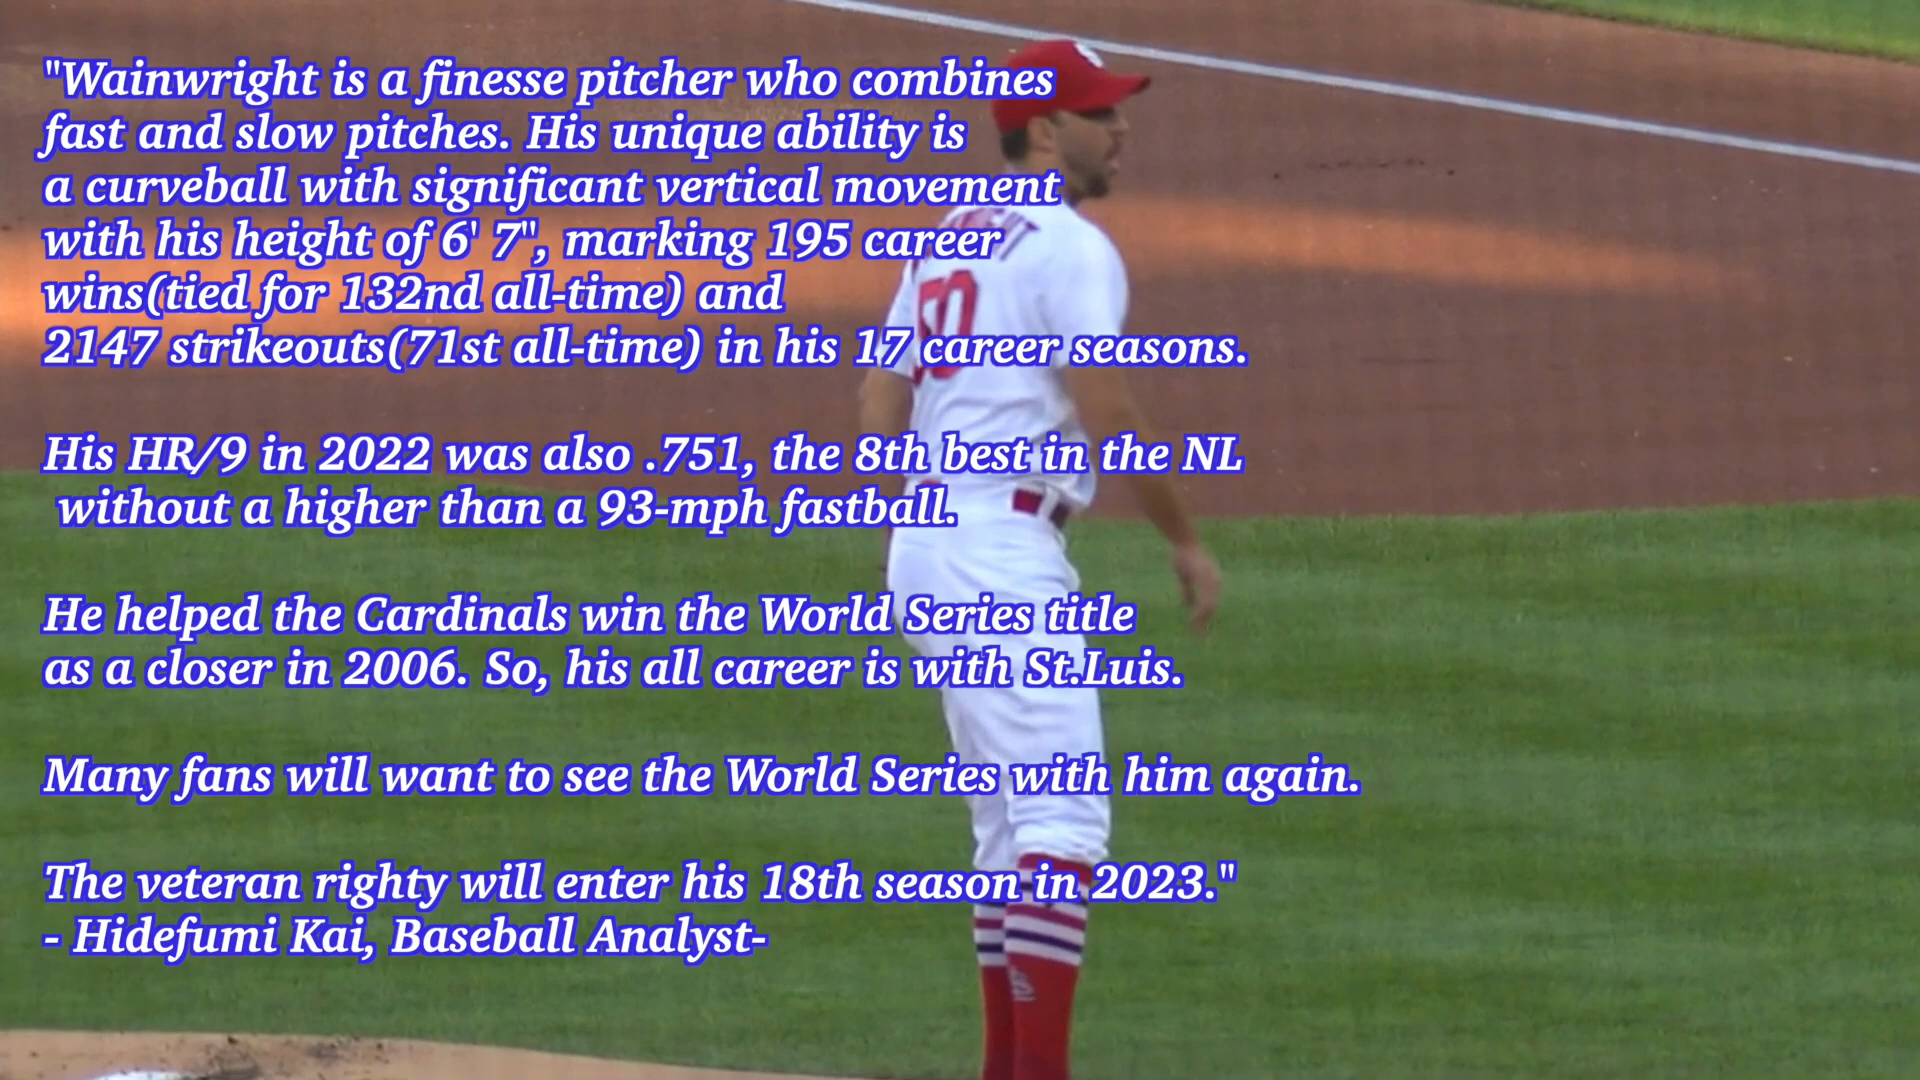 "Wainwright is a finesse pitcher who combines
fast and slow pitches. His unique ability is
a curveball with significant vertical movement
with his height of 6' 7", marking 195 career
wins(tied for 132nd all-time) and
2147 strikeouts(71st all-time) in his 17 career seasons.
His HR/9 in 2022 was also .751, the 8th best in the NL
without a higher than a 93-mph fastball.
He helped the Cardinals win the World Series title
as a closer in 2006. So, his all career is with St.Luis.
Many fans will want to see the World Series with him again.
The veteran righty will enter his 18th season in 2023."
- Hidefumi Kai, Baseball Analyst-
50